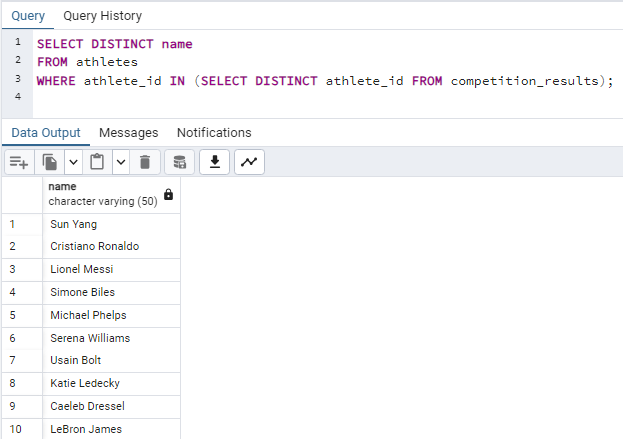 Query Query History
1 SELECT DISTINCT name
2 FROM athletes
3 WHERE athlete_id IN (SELECT DISTINCT athlete_id FROM competition_results);
4
Data Output Messages Notifications
name
character varying (50)
1 Sun Yang
2 Cristiano Ronaldo
3 Lionel Messi
4 Simone Biles
5 Michael Phelps
6 Serena Williams
7 Usain Bolt
8 Katie Ledecky
9 Caeleb Dressel
10 LeBron James